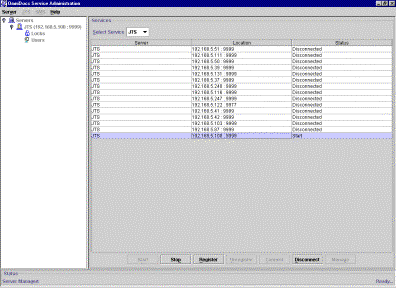 OmniDocs Service Administration
Server JTS SMS Help
Servers
JTS (192.168.5.108 : 9999)
Locks
Users
Services
Select Service JTS
Server Location Status
JTS 192.168.5.51 : 9999 Disconnected
JTS 192.168.5.111 : 9999 Disconnected
JTS 192.168.5.50 : 9999 Disconnected
JTS 192.168.5.39 : 9999 Disconnected
JTS 192.168.5.131 : 9999 Disconnected
JTS 192.168.5.37 : 9999 Disconnected
JTS 192.168.5.248 : 9999 Disconnected
JTS 192.168.5.116 : 9999 Disconnected
JTS 192.168.5.247 : 9999 Disconnected
JTS 192.168.5.122 : 9977 Disconnected
JTS 192.168.5.41 : 9999 Disconnected
JTS 192.168.5.42 : 9999 Disconnected
JTS 192.168.5.103 : 9999 Disconnected
JTS 192.168.5.87 : 9999 Disconnected
JTS 192.168.5.108 : 9999 Start
Start Stop Register Unregister Connect Disconnect Manage
Status
Server Managed. Ready...